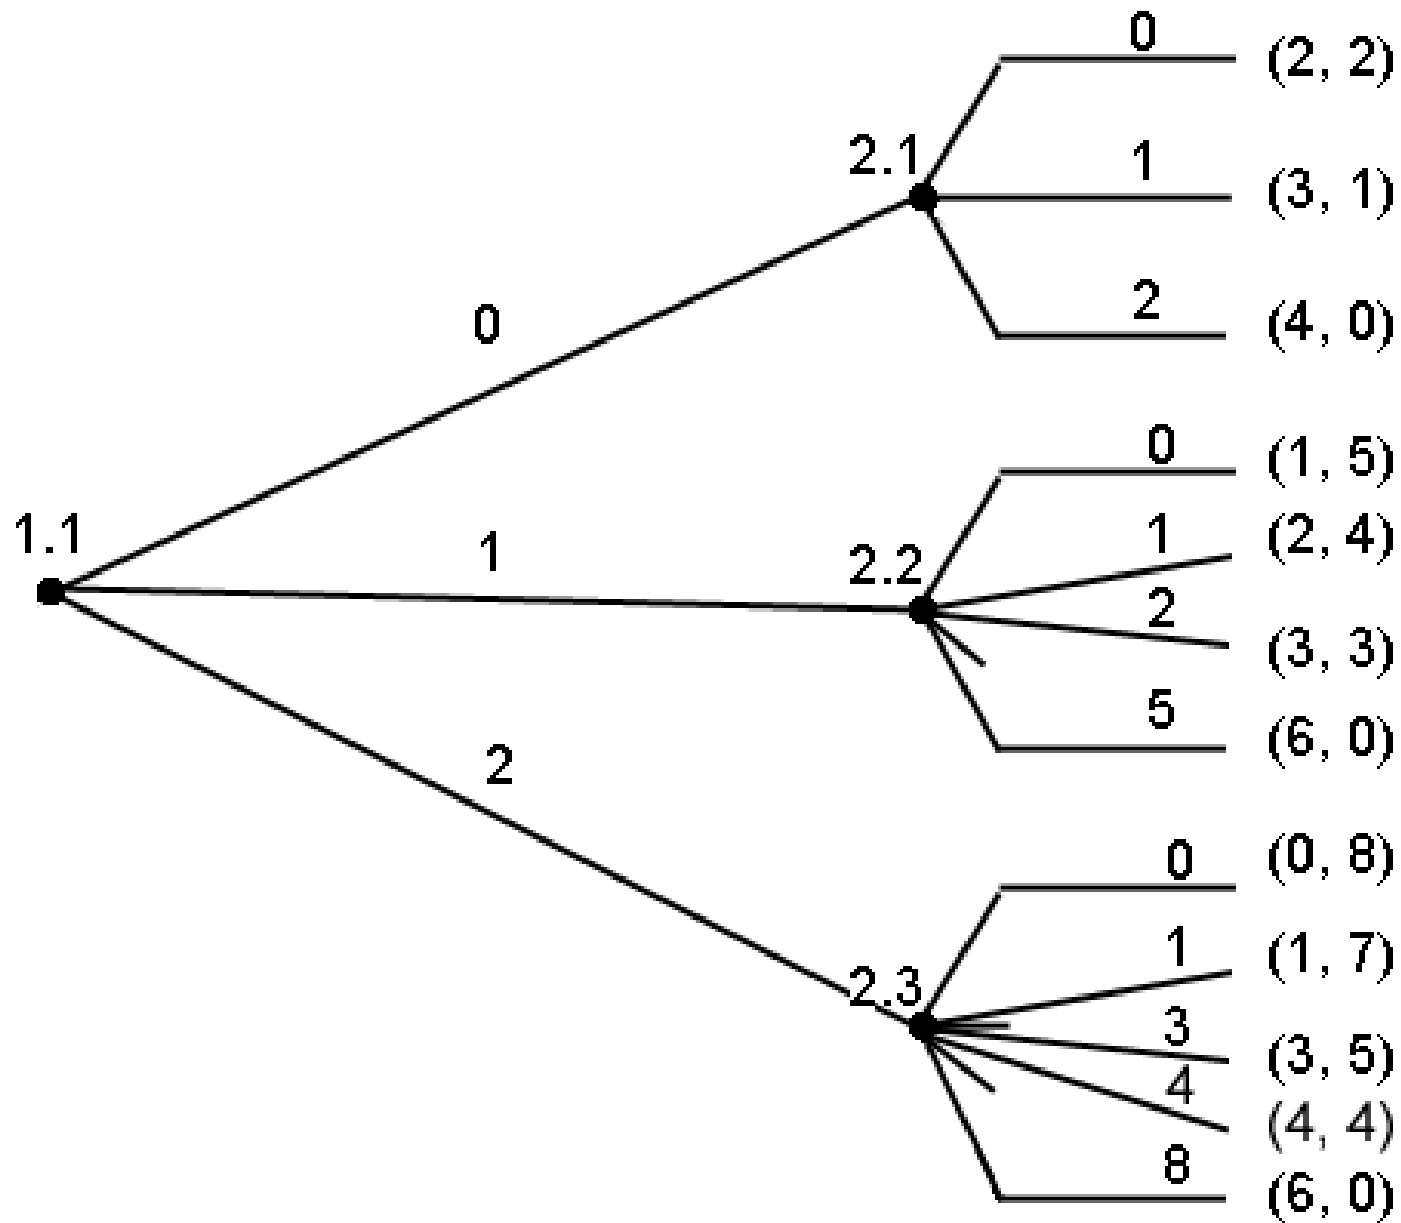 0 (2, 2)
2.1 1 (3, 1)
0 2 (4, 0)
0 (1, 5)
1.1 1 2.2 1 (2, 4)
2 (3, 3)
5 (6, 0)
2
0 (0, 8)
2.3 1 (1, 7)
3 (3, 5)
4 (4, 4)
8 (6, 0)